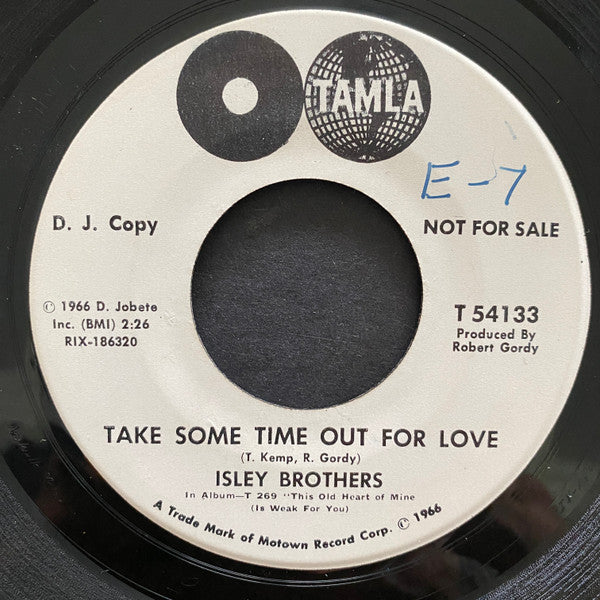 TAMLA
E-7
D. J. Copy
NOT FOR SALE
© 1966 D. Jobete
Inc. (BMI) 2:26
RIX-186320
T 54133
Produced By
Robert Gordy
TAKE SOME TIME OUT FOR LOVE
(T. Kemp, R. Gordy)
ISLEY BROTHERS
In Album—T 269 "This Old Heart of Mine
(Is Weak For You)
A Trade Mark of Motown Record Corp. © 1966